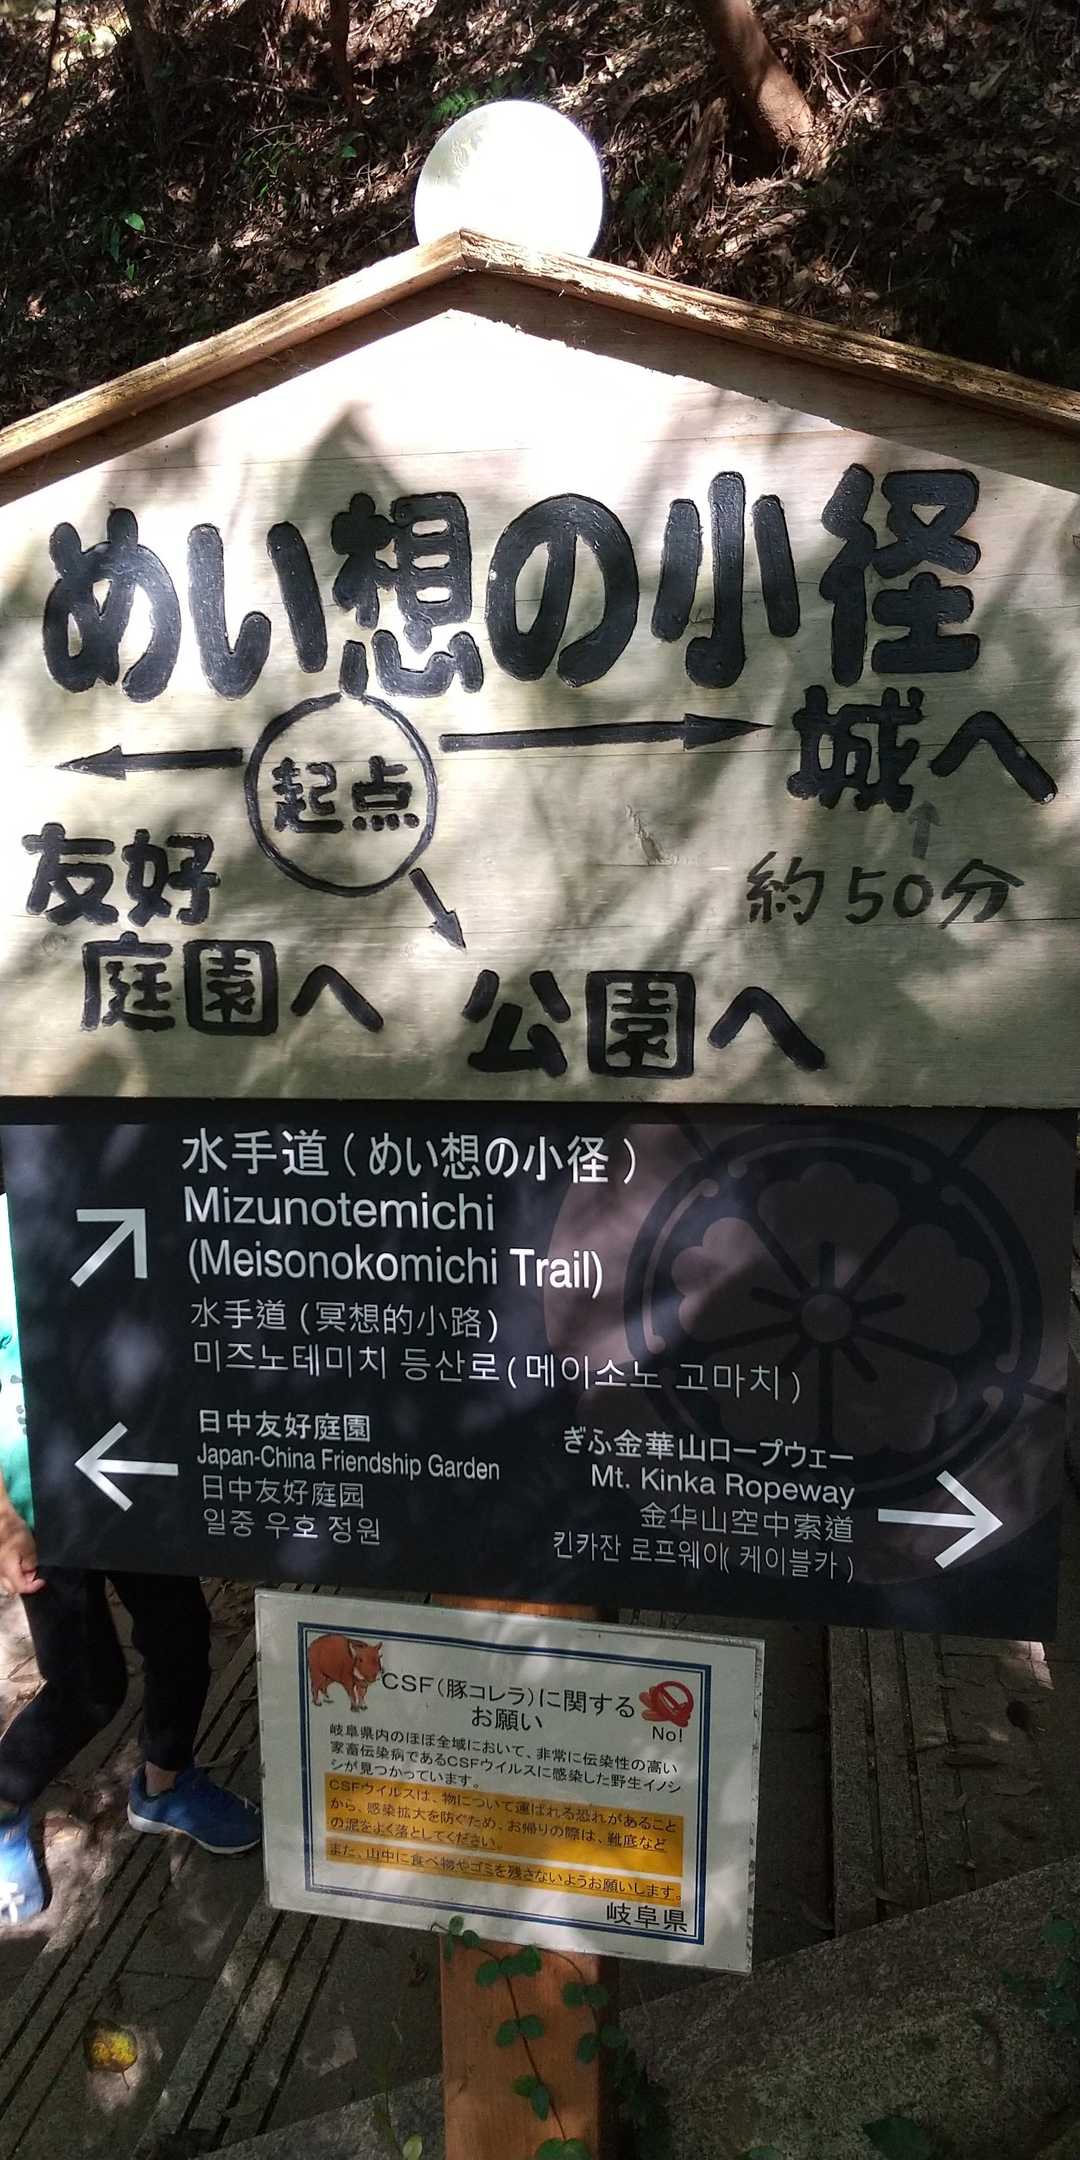 めい想の小径
起点
城へ
約50分
友好
庭園へ
公園へ
水手道(めい想の小径)
Mizunotemichi
(Meisonokomichi Trail)
水手道(冥想的小路)
미즈노테미치 등산로(메이소노 고마치)
日中友好庭園
Japan-China Friendship Garden
日中友好庭园
일중 우호 정원
ぎふ金華山ロープウェー
Mt. Kinka Ropeway
金华山空中索道
킨카잔 로프웨이(케이블카)
CSF(豚コレラ)に関する
お願い
No!
岐阜県内のほぼ全域において、非常に伝染性の高い
家畜伝染病であるCSFウイルスに感染した野生イノシ
シが見つかっています。
CSFウイルスは、物について運ばれる恐れがあること
から、感染拡大を防ぐため、お帰りの際は、靴底など
の泥をよく落としてください。
また、山中に食べ物やゴミを残さないようお願いします。
岐阜県